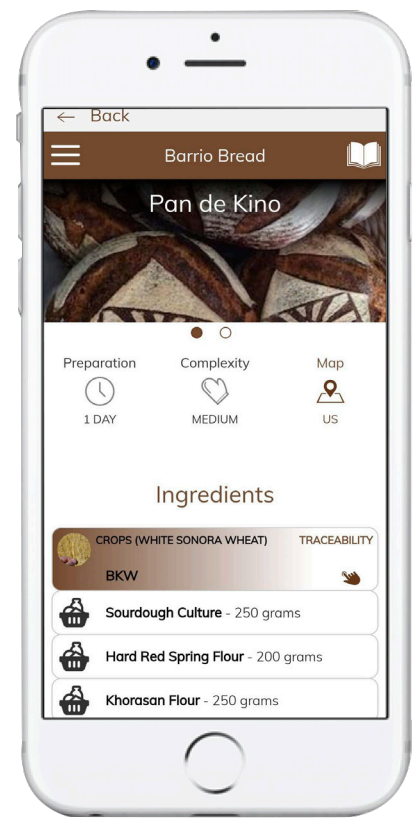 ← Back
Barrio Bread
Pan de Kino
Preparation Complexity Map
1 DAY MEDIUM US
Ingredients
CROPS (WHITE SONORA WHEAT) TRACEABILITY
BKW
Sourdough Culture - 250 grams
Hard Red Spring Flour - 200 grams
Khorasan Flour - 250 grams